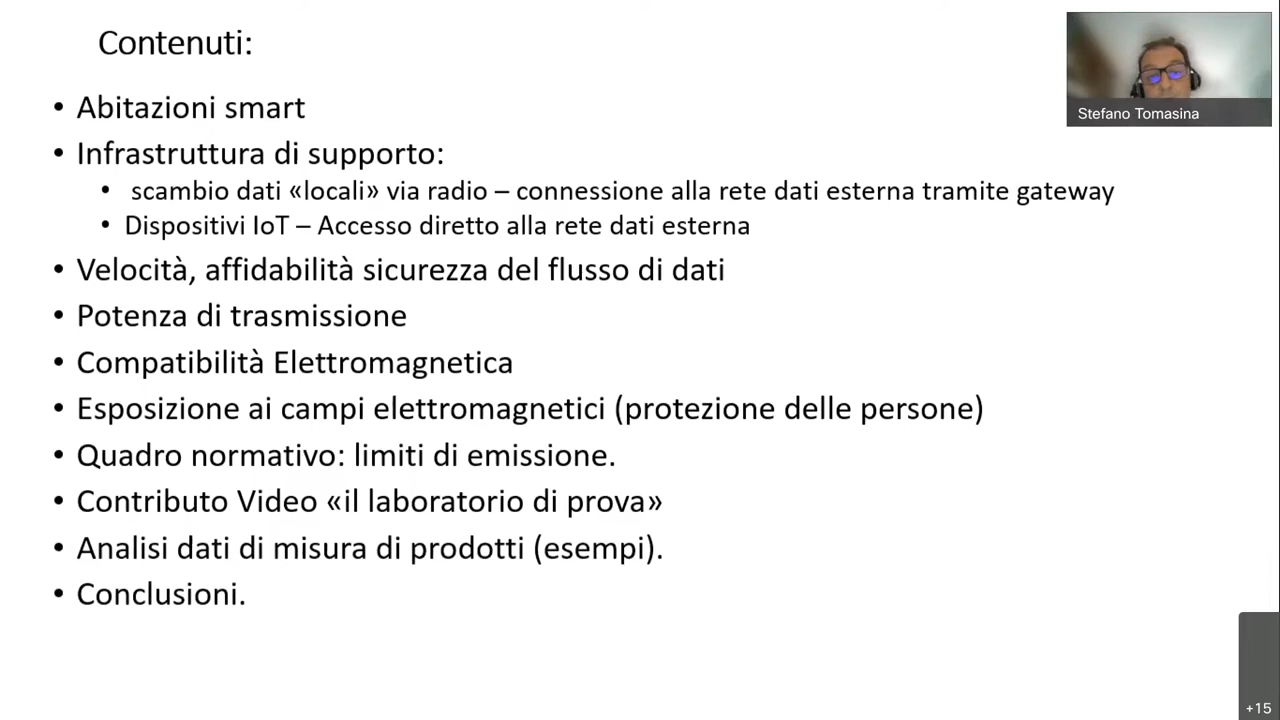 Contenuti:
Stefano Tomasina
• Abitazioni smart
• Infrastruttura di supporto:
• scambio dati «locali» via radio – connessione alla rete dati esterna tramite gateway
• Dispositivi IoT – Accesso diretto alla rete dati esterna
• Velocità, affidabilità sicurezza del flusso di dati
• Potenza di trasmissione
• Compatibilità Elettromagnetica
• Esposizione ai campi elettromagnetici (protezione delle persone)
• Quadro normativo: limiti di emissione.
• Contributo Video «il laboratorio di prova»
• Analisi dati di misura di prodotti (esempi).
• Conclusioni.
+15